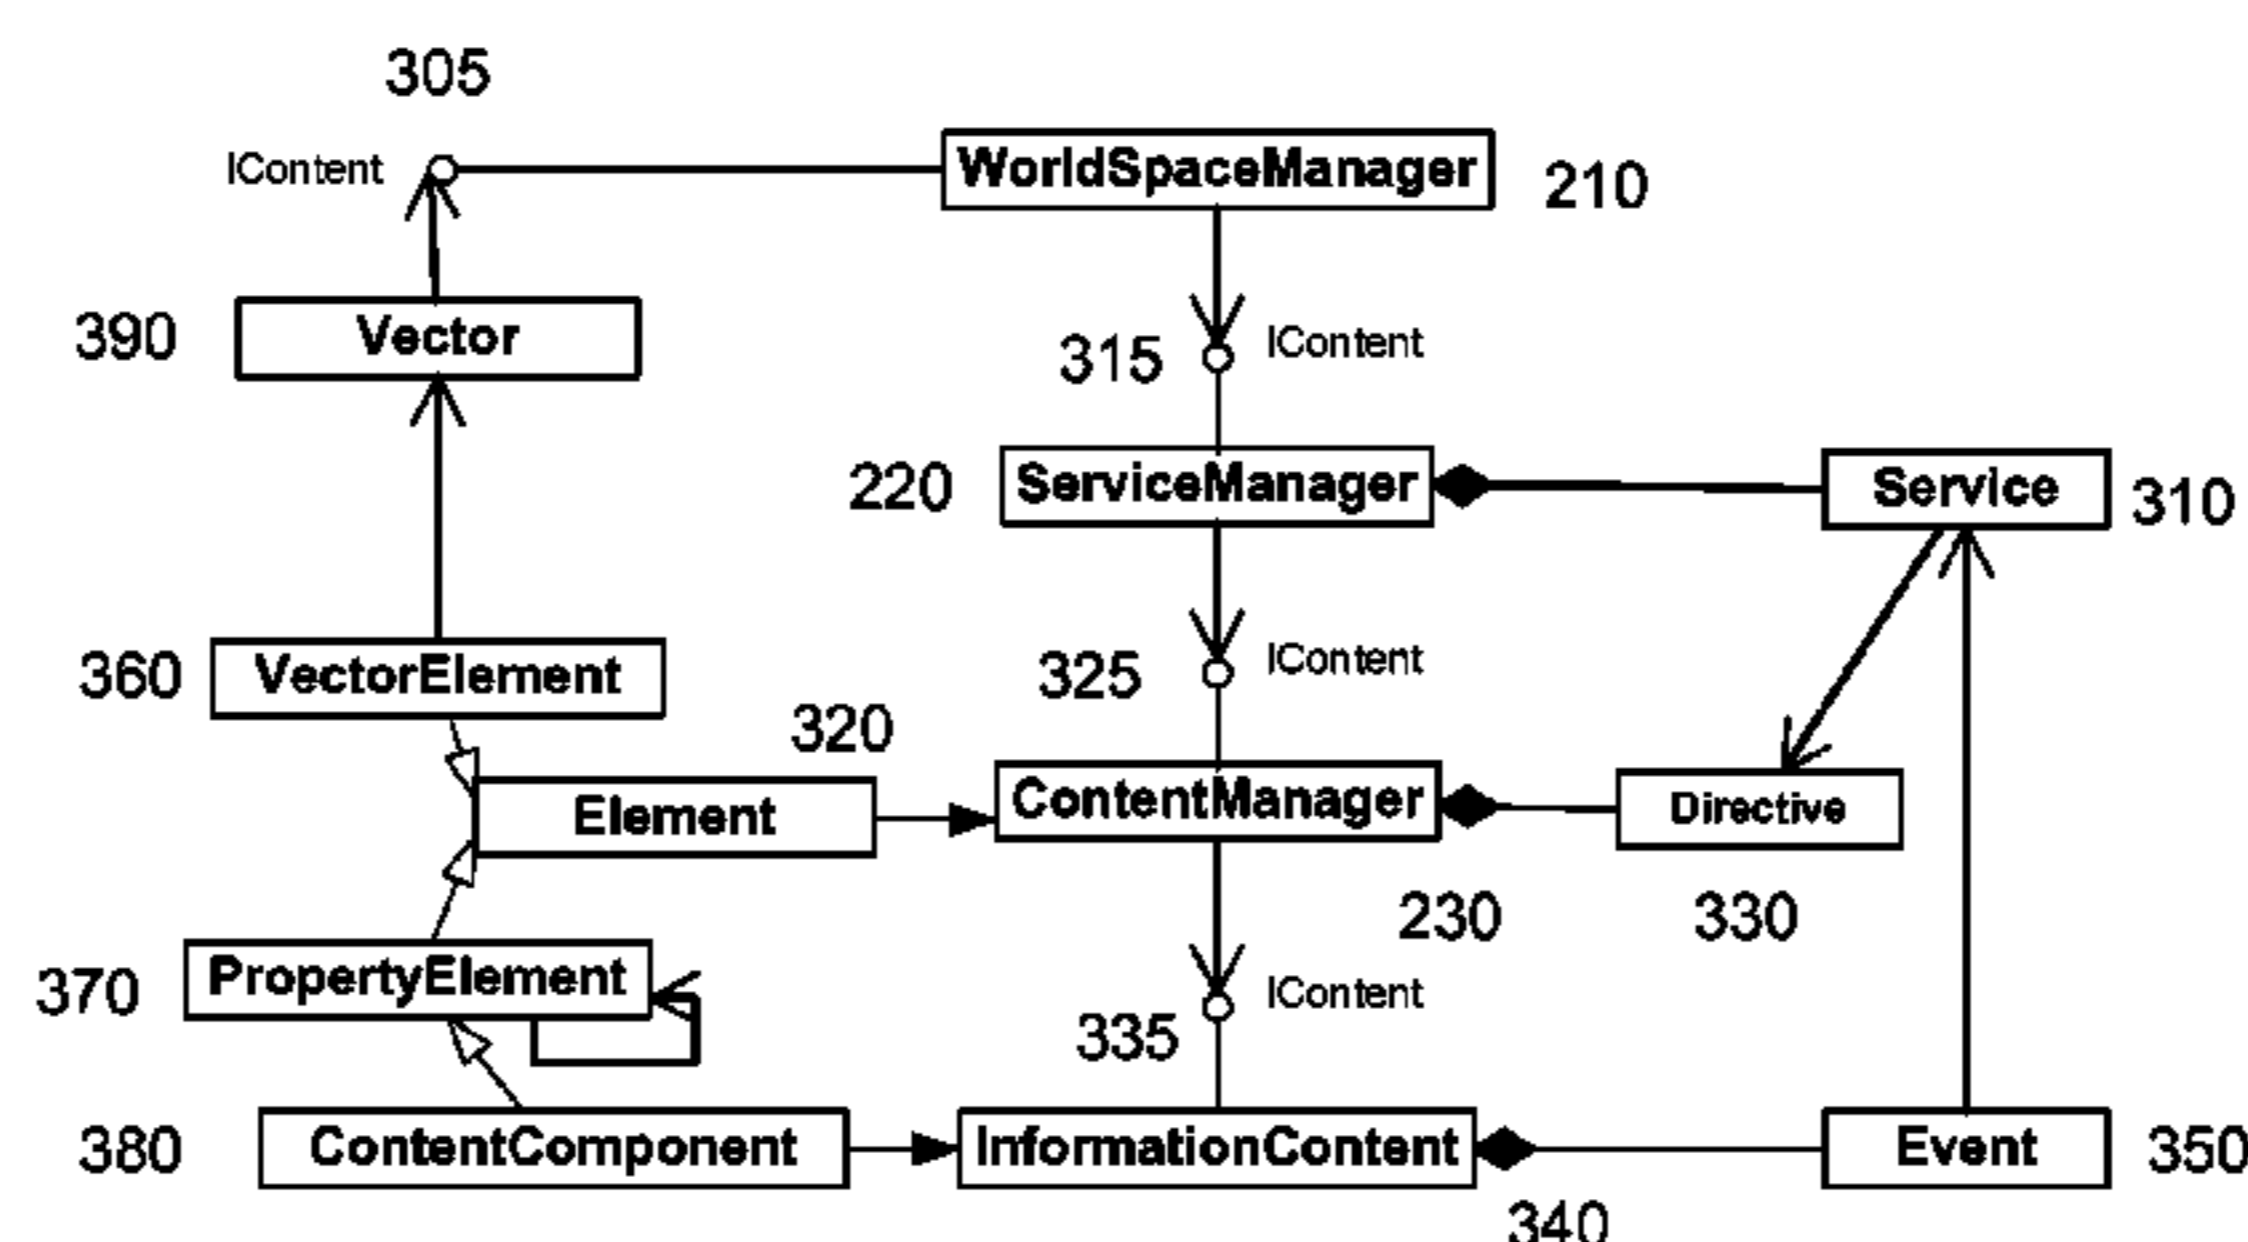 305
IContent
WorldSpaceManager
210
390
Vector
315
IContent
220
ServiceManager
Service
310
360
VectorElement
325
IContent
320
Element
ContentManager
Directive
230
330
370
PropertyElement
335
IContent
380
ContentComponent
InformationContent
Event
350
340